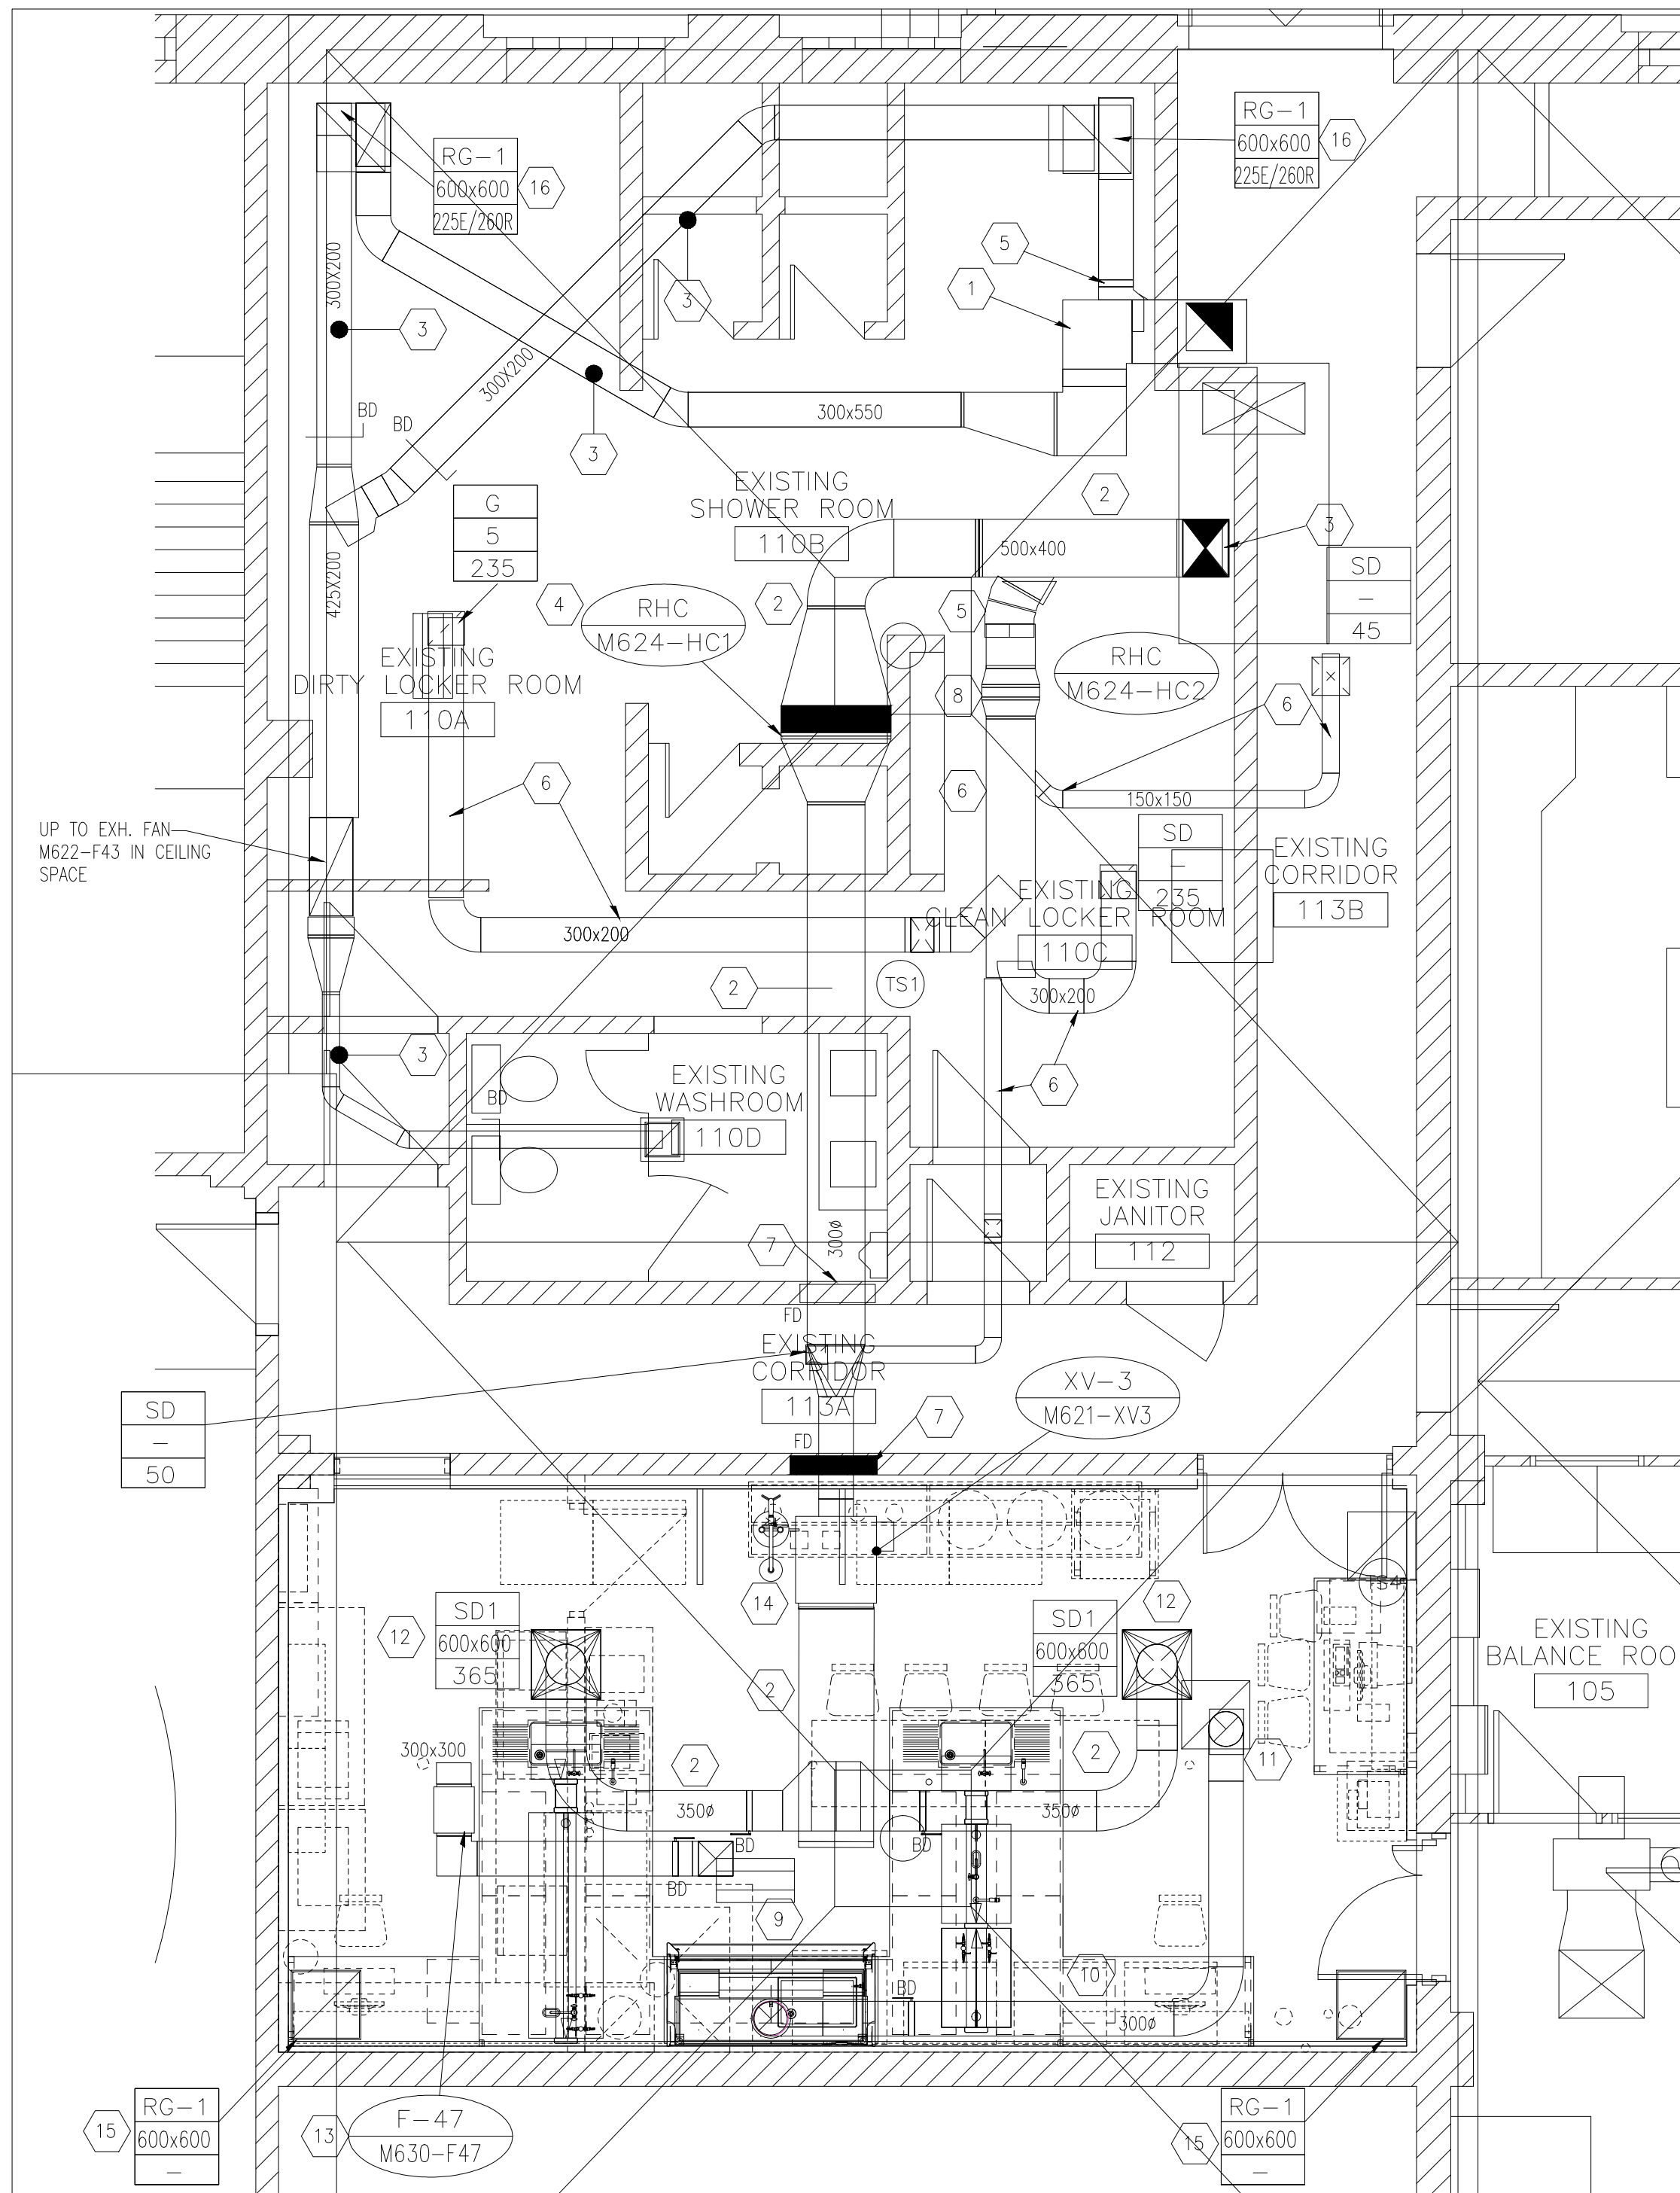 RG-1
600x600
225E/260R
16
RG-1
600x600
225E/260R
16
5
1
3
3
300X200
300X200
3
BD
BD
300x550
EXISTING
SHOWER ROOM
110B
2
500x400
3
G
5
235
SD
-
45
425X200
4
RHC
M624-HC1
2
5
RHC
M624-HC2
8
6
EXISTING
DIRTY LOCKER ROOM
110A
6
6
150x150
UP TO EXH. FAN
M622-F43 IN CEILING
SPACE
SD
-
235
EXISTING
CORRIDOR
113B
EXISTING
CLEAN LOCKER ROOM
110C
300x200
2
TS1
300x200
3
6
EXISTING
WASHROOM
110D
BD
EXISTING
JANITOR
112
7
300ø
FD
EXISTING
CORRIDOR
113A
XV-3
M621-XV3
SD
-
50
7
FD
14
12
SD1
600x600
365
SD1
600x600
365
12
TS4
EXISTING
BALANCE ROO
105
2
300x300
2
2
11
350ø
350ø
BD
BD
BD
9
10
BD
300ø
RG-1
600x600
-
15
13
F-47
M630-F47
15
RG-1
600x600
-